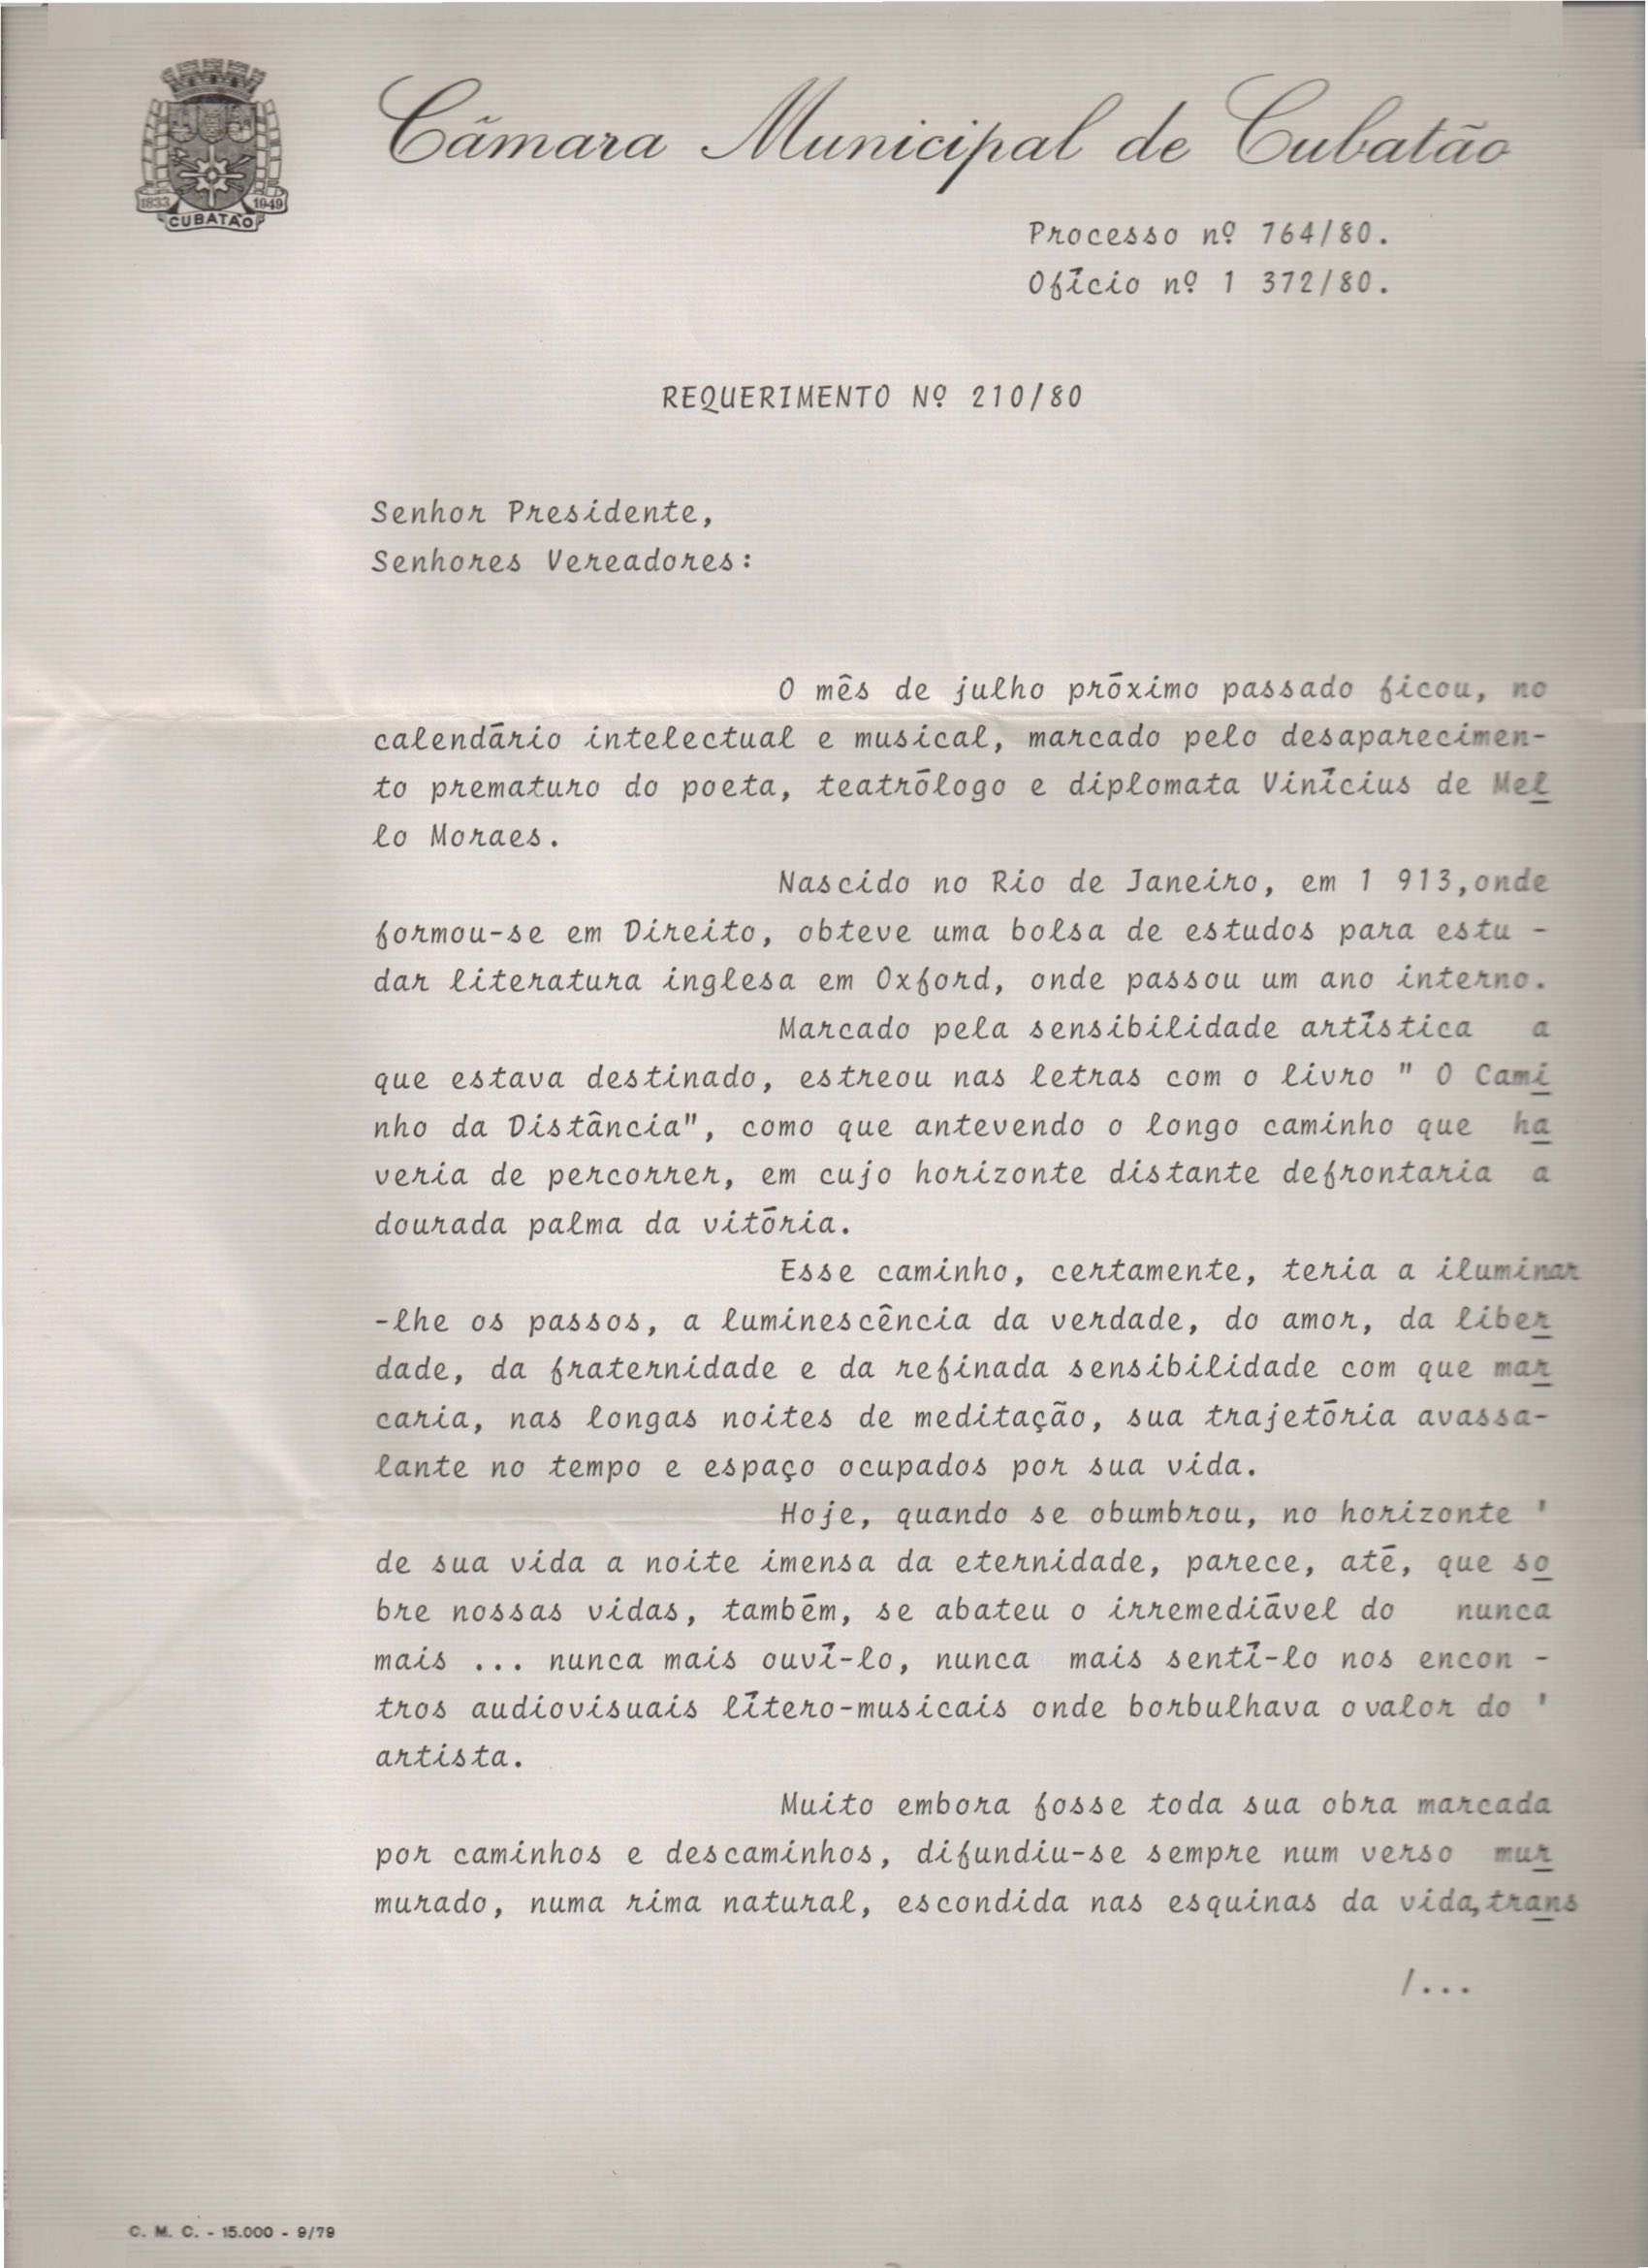 1833 1949
CUBATÃO
Câmara Municipal de Cubatão
Processo nº 764/80.
Ofício nº 1 372/80.
REQUERIMENTO Nº 210/80
Senhor Presidente,
Senhores Vereadores:
O mês de julho próximo passado ficou, no
calendário intelectual e musical, marcado pelo desaparecimen-
to prematuro do poeta, teatrólogo e diplomata Vinícius de Mel
lo Moraes.
Nascido no Rio de Janeiro, em 1 913,onde
formou-se em Direito, obteve uma bolsa de estudos para estu -
dar literatura inglesa em Oxford, onde passou um ano interno.
Marcado pela sensibilidade artística a
que estava destinado, estreou nas letras com o livro " O Cami
nho da Distância", como que antevendo o longo caminho que ha
veria de percorrer, em cujo horizonte distante defrontaria a
dourada palma da vitória.
Esse caminho, certamente, teria a iluminar
-lhe os passos, a luminescência da verdade, do amor, da liber
dade, da fraternidade e da refinada sensibilidade com que mar
caria, nas longas noites de meditação, sua trajetória avassa-
lante no tempo e espaço ocupados por sua vida.
Hoje, quando se obumbrou, no horizonte '
de sua vida a noite imensa da eternidade, parece, até, que so
bre nossas vidas, também, se abateu o irremediável do nunca
mais ... nunca mais ouví-lo, nunca mais sentí-lo nos encon -
tros audiovisuais lítero-musicais onde borbulhava o valor do '
artista.
Muito embora fosse toda sua obra marcada
por caminhos e descaminhos, difundiu-se sempre num verso mur
murado, numa rima natural, escondida nas esquinas da vida,trans
/...
C. M. C. - 15.000 - 9/79